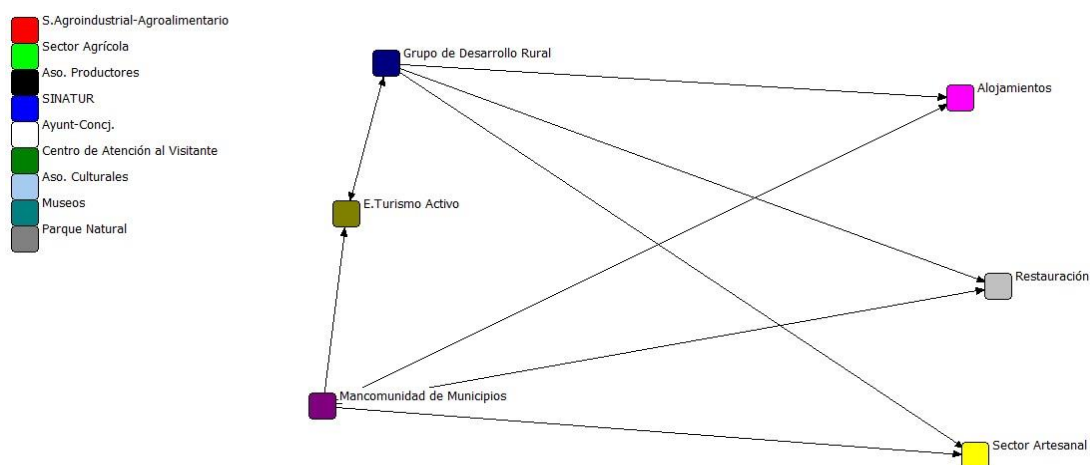 S.Agroindustrial-Agroalimentario
Sector Agrícola
Aso. Productores
SINATUR
Ayunt-Concj.
Centro de Atención al Visitante
Aso. Culturales
Museos
Parque Natural
Grupo de Desarrollo Rural
Alojamientos
E.Turismo Activo
Restauración
Mancomunidad de Municipios
Sector Artesanal